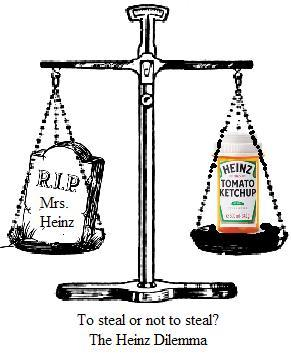 R.I.P.
Mrs.
Heinz
HEINZ
TOMATO
KETCHUP
To steal or not to steal?
The Heinz Dilemma